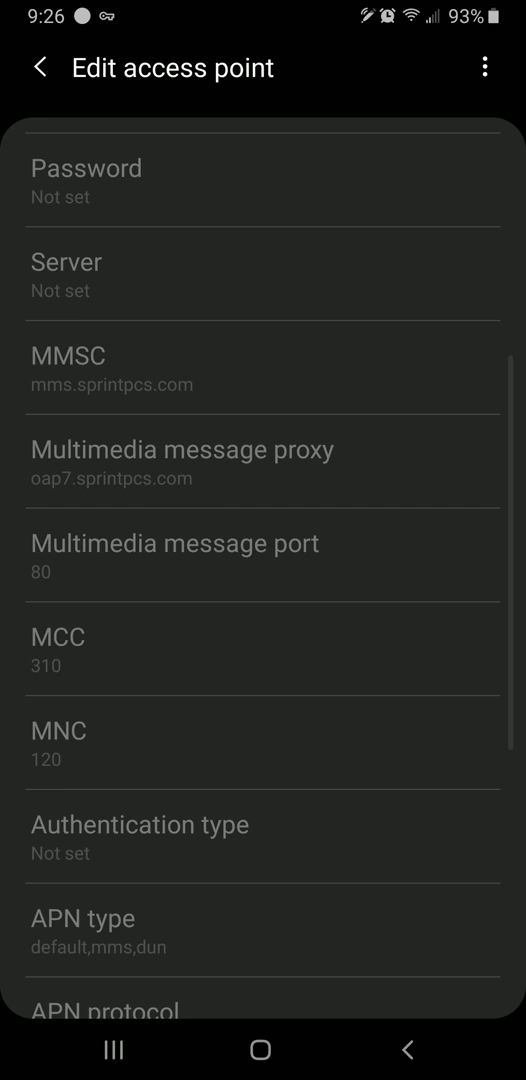 9:26
93%
Edit access point
Password
Not set
Server
Not set
MMSC
mms.sprintpcs.com
Multimedia message proxy
oap7.sprintpcs.com
Multimedia message port
80
MCC
310
MNC
120
Authentication type
Not set
APN type
default,mms,dun
APN protocol